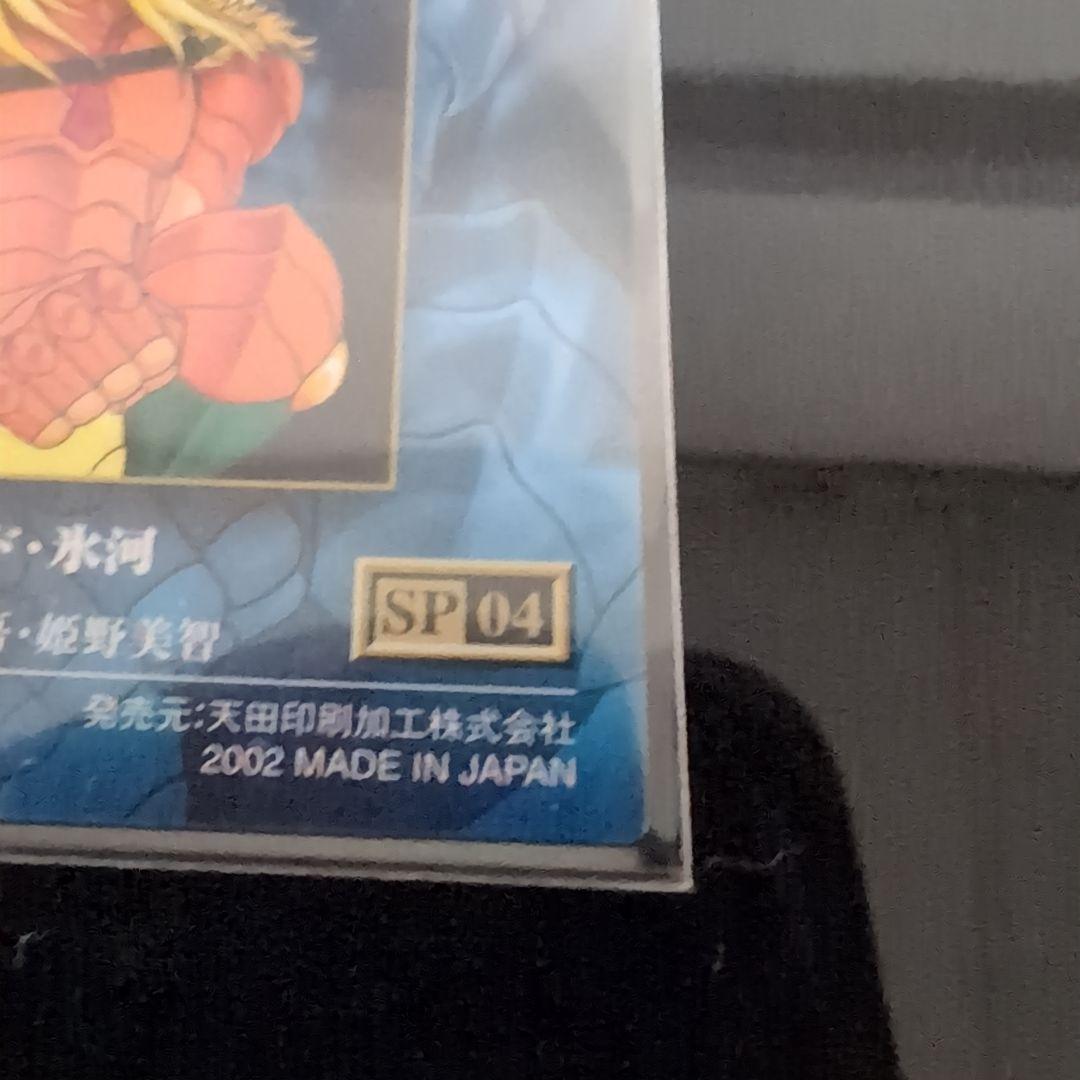 ・氷河
SP 04
・姫野美智
発売元:天田印刷加工株式会社
2002 MADE IN JAPAN